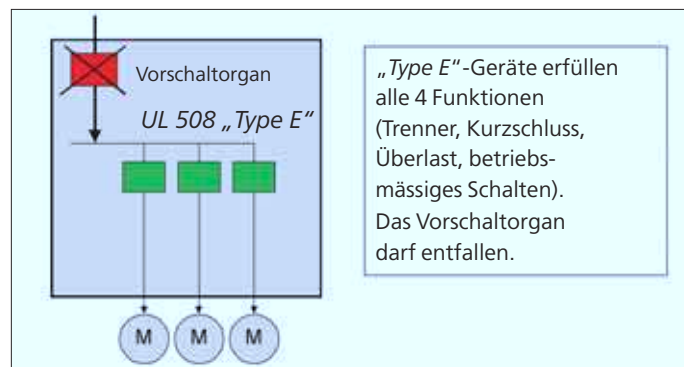 Vorschaltorgan
UL 508 „Type E“
M M M
„Type E“-Geräte erfüllen
alle 4 Funktionen
(Trenner, Kurzschluss,
Überlast, betriebs-
mässiges Schalten).
Das Vorschaltorgan
darf entfallen.